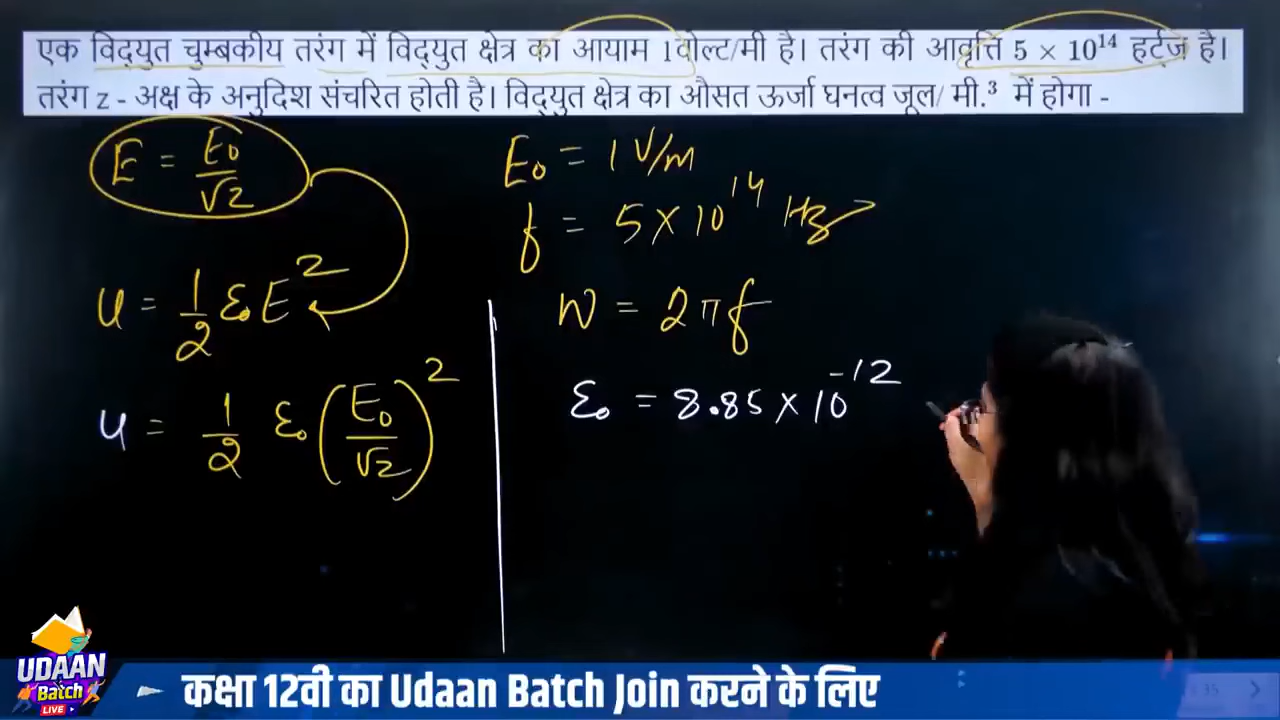 एक विद्युत चुम्बकीय तरंग में विद्युत क्षेत्र का आयाम 1वोल्ट/मी है। तरंग की आवृत्ति 5 × 10¹⁴ हर्ट्ज है।
तरंग z - अक्ष के अनुदिश संचरित होती है। विद्युत क्षेत्र का औसत ऊर्जा घनत्व जूल/ मी.³ में होगा -
E = E₀/√2
E₀ = 1 V/m
f = 5 × 10¹⁴ Hz
u = 1/2 ε₀ E²
W = 2πf
u = 1/2 ε₀ (E₀/√2)²
ε₀ = 8.85 × 10⁻¹²
UDAAN
Batch
LIVE
कक्षा 12वी का Udaan Batch Join करने के लिए